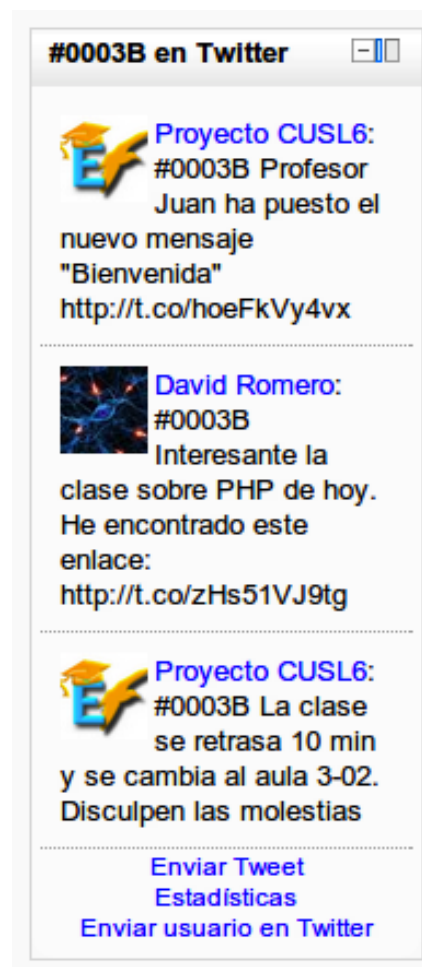 #0003B en Twitter
Proyecto CUSL6:
#0003B Profesor
Juan ha puesto el
nuevo mensaje
"Bienvenida"
http://t.co/hoeFkVy4vx
David Romero:
#0003B
Interesante la
clase sobre PHP de hoy.
He encontrado este
enlace:
http://t.co/zHs51VJ9tg
Proyecto CUSL6:
#0003B La clase
se retrasa 10 min
y se cambia al aula 3-02.
Disculpen las molestias
Enviar Tweet
Estadísticas
Enviar usuario en Twitter